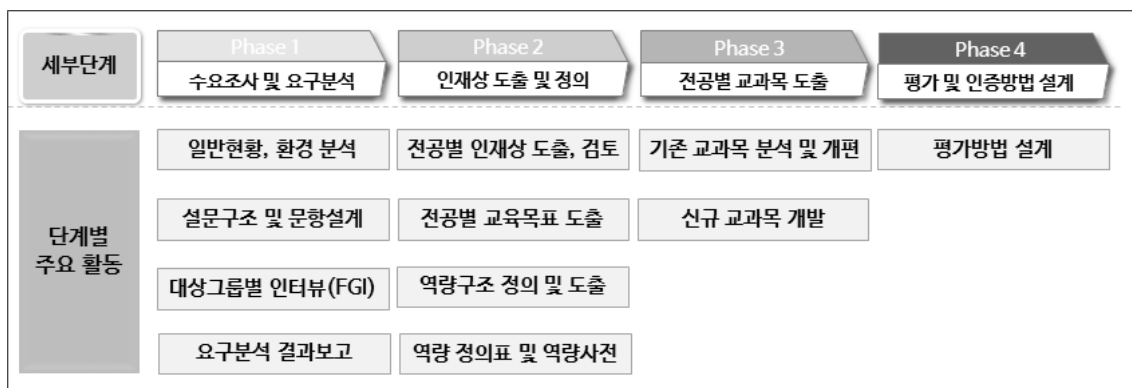 세부단계
Phase 1
수요조사 및 요구분석
Phase 2
인재상 도출 및 정의
Phase 3
전공별 교과목 도출
Phase 4
평가 및 인증방법 설계
단계별
주요 활동
일반현황, 환경 분석
전공별 인재상 도출, 검토
기존 교과목 분석 및 개편
평가방법 설계
설문구조 및 문항설계
전공별 교육목표 도출
신규 교과목 개발
대상그룹별 인터뷰(FGI)
역량구조 정의 및 도출
요구분석 결과보고
역량 정의표 및 역량사전